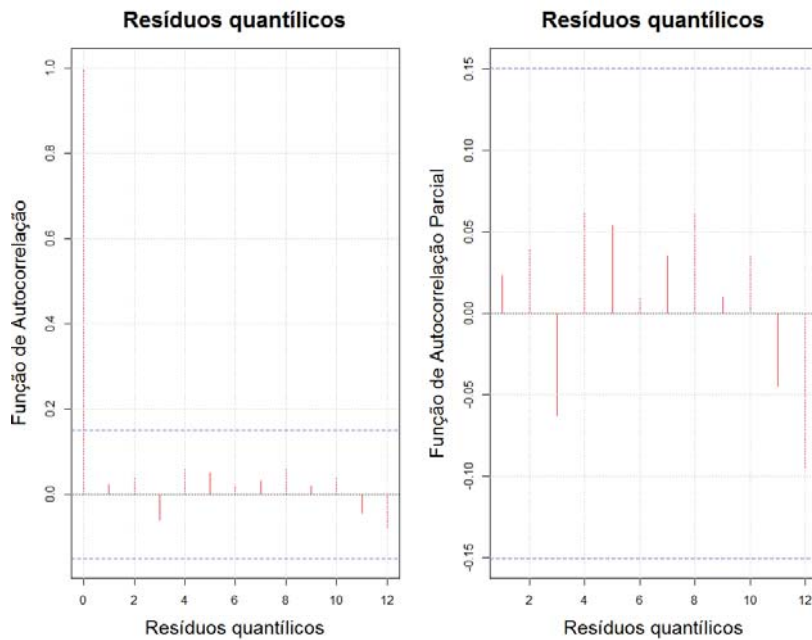 Resíduos quantílicos
Função de Autocorrelação
1.0
0.8
0.6
0.4
0.2
0.0
0 2 4 6 8 10 12
Resíduos quantílicos
Resíduos quantílicos
Função de Autocorrelação Parcial
0.15
0.10
0.05
0.00
-0.05
-0.10
-0.15
2 4 6 8 10 12
Resíduos quantílicos